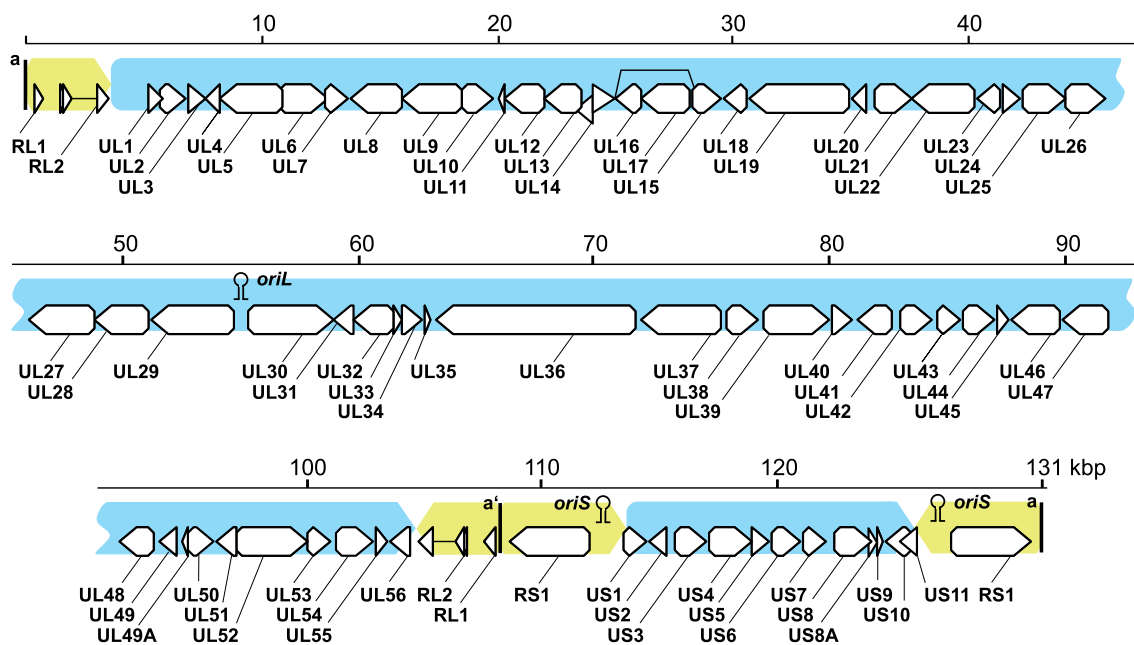 10 20 30 40
a
RL1 UL1 UL4 UL6 UL8 UL9 UL12 UL16 UL18 UL20 UL23 UL26
RL2 UL2 UL5 UL7 UL10 UL13 UL17 UL19 UL21 UL24
UL3 UL11 UL14 UL15 UL22 UL25
50 60 70 80 90
oriL
UL27 UL29 UL30 UL32 UL35 UL36 UL37 UL40 UL43 UL46
UL28 UL31 UL33 UL38 UL41 UL44 UL47
UL34 UL39 UL42 UL45
100 110 120 131 kbp
a‘ oriS oriS a
UL48 UL50 UL53 UL56 RL2 RS1 US1 US4 US7 US9 US11 RS1
UL49 UL51 UL54 RL1 US2 US5 US8 US10
UL49A UL52 UL55 US3 US6 US8A